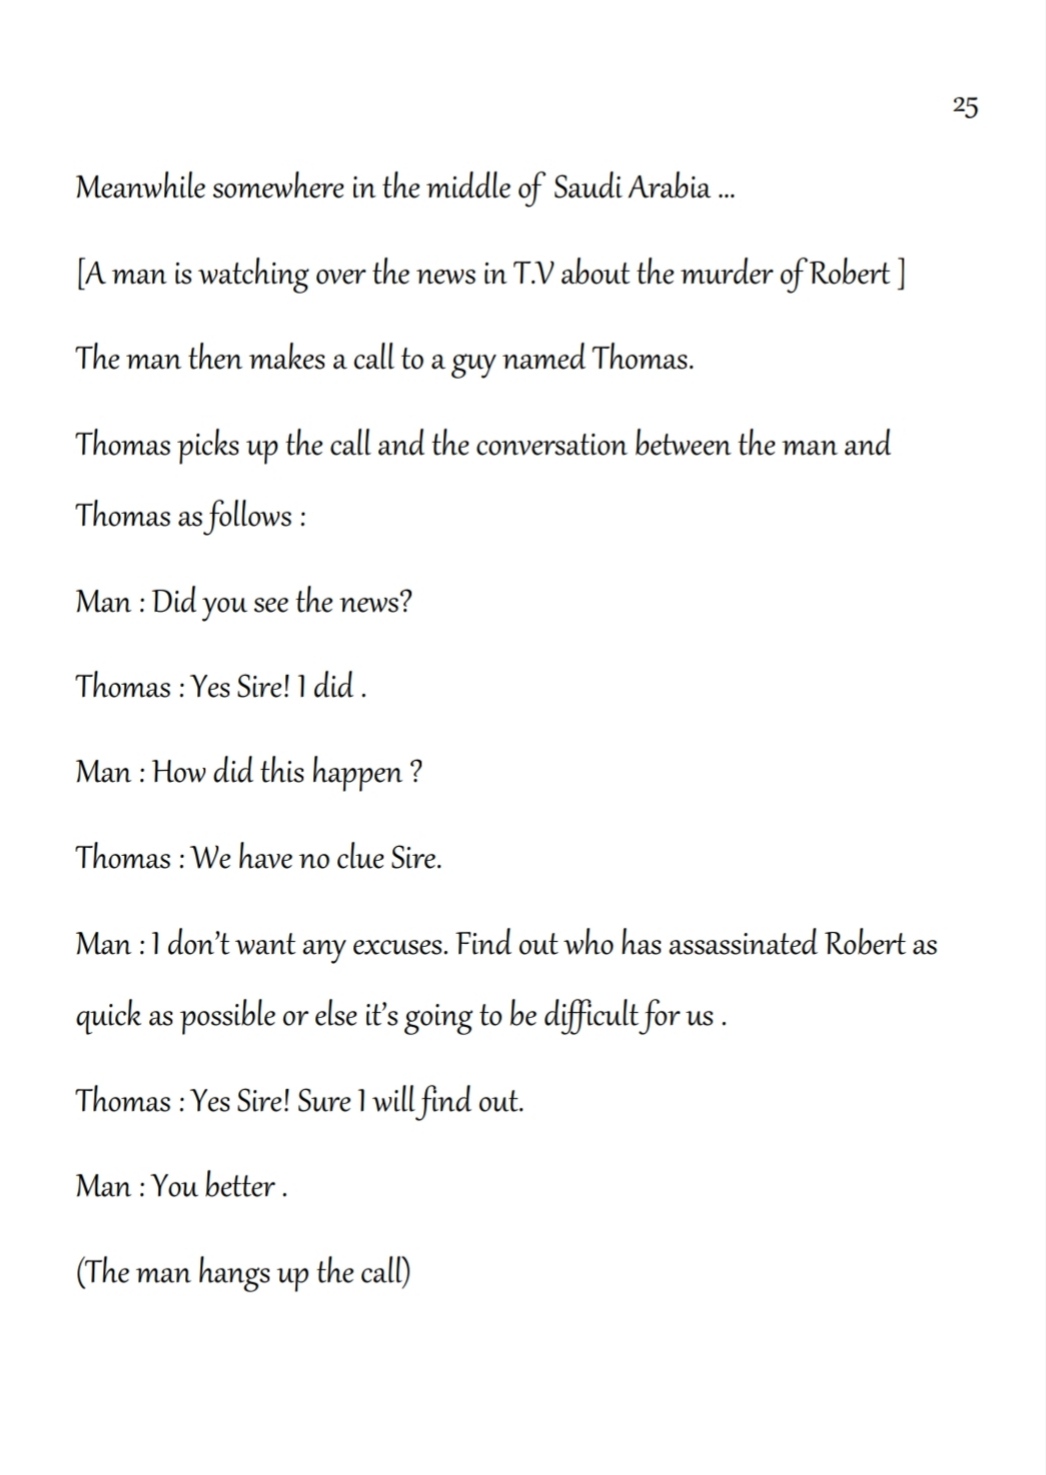 25
Meanwhile somewhere in the middle of Saudi Arabia ...
[A man is watching over the news in T.V about the murder of Robert ]
The man then makes a call to a guy named Thomas.
Thomas picks up the call and the conversation between the man and
Thomas as follows :
Man : Did you see the news?
Thomas : Yes Sire! I did .
Man : How did this happen ?
Thomas : We have no clue Sire.
Man : I don’t want any excuses. Find out who has assassinated Robert as
quick as possible or else it’s going to be difficult for us .
Thomas : Yes Sire! Sure I will find out.
Man : You better .
(The man hangs up the call)